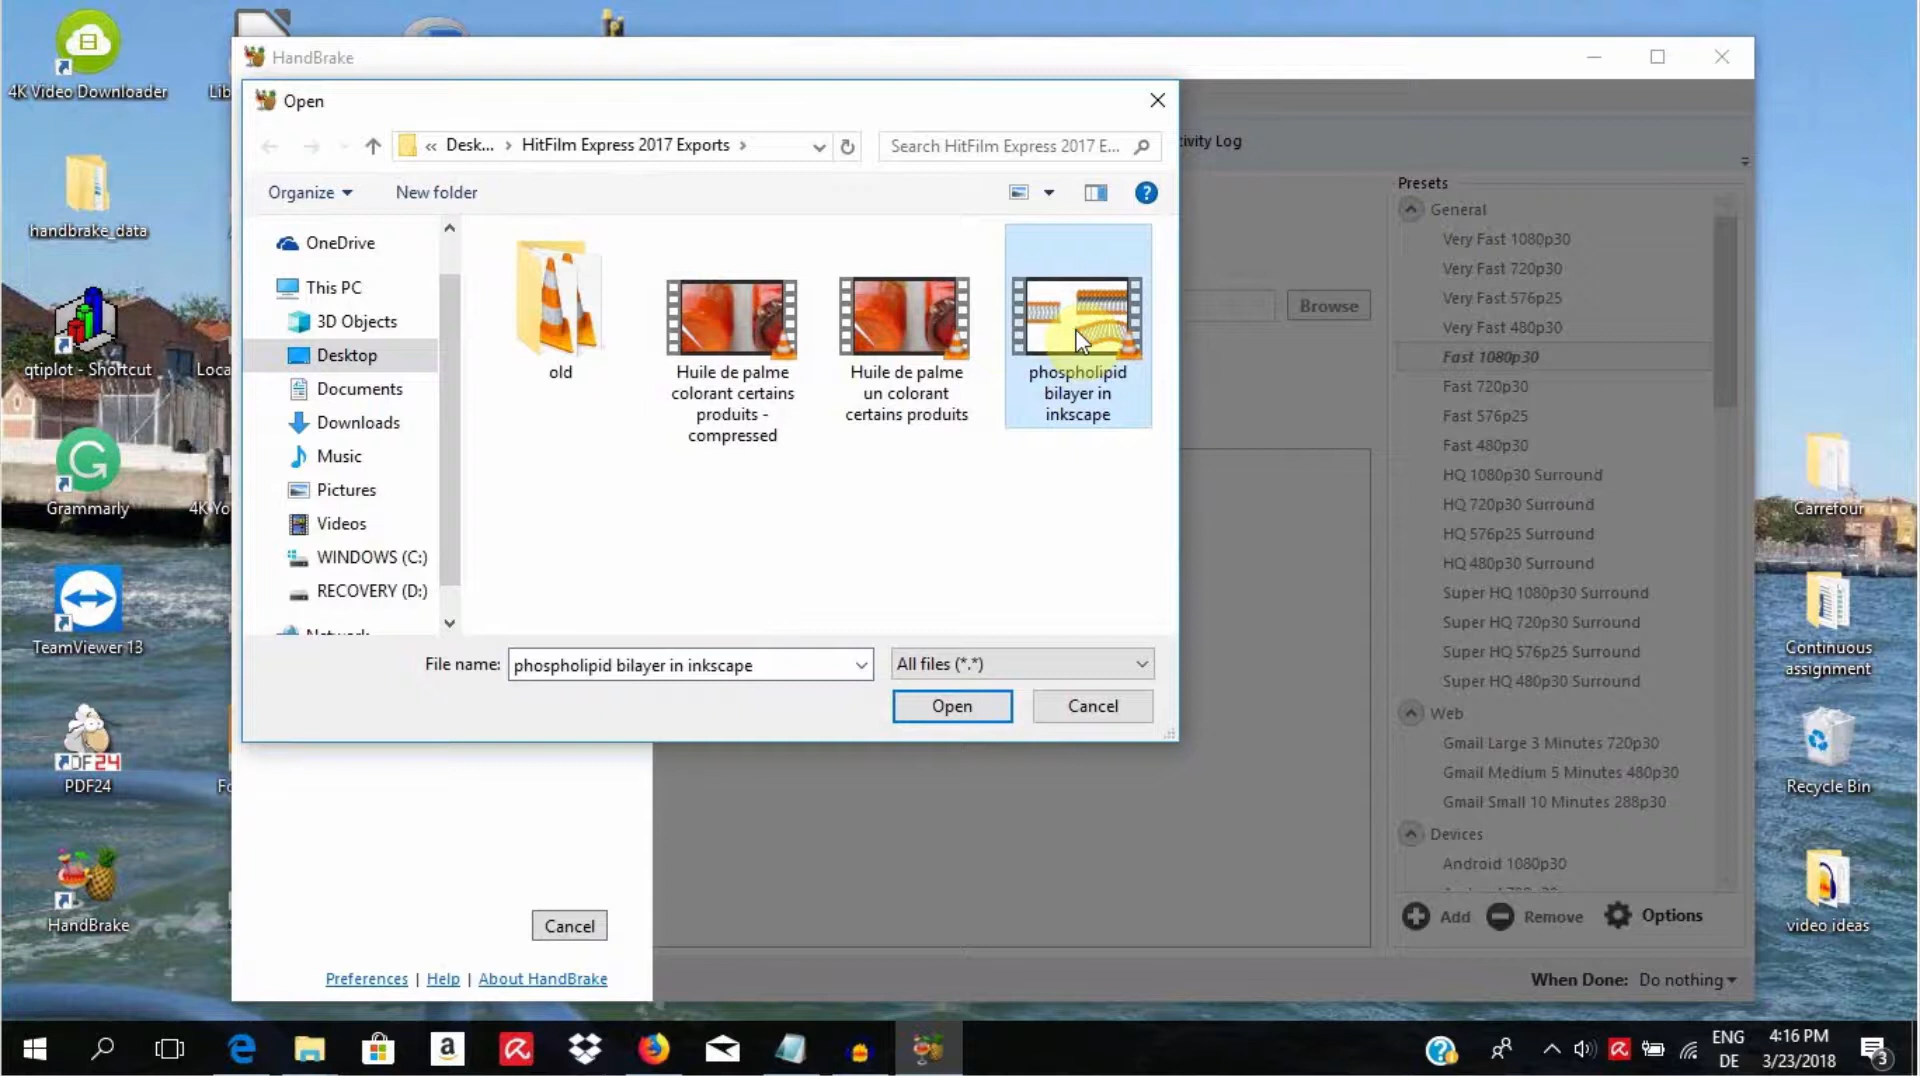 4K Video Downloader
Lib
handbrake_data
qtiplot - Shortcut
Loca
Grammarly
4K Yo
TeamViewer 13
PDF24
PDF24
Fo
HandBrake
HandBrake
Open
« Desk... › HitFilm Express 2017 Exports ›
Search HitFilm Express 2017 E...
tivity Log
Organize
New folder
?
OneDrive
This PC
3D Objects
Desktop
Documents
Downloads
Music
Pictures
Videos
WINDOWS (C:)
RECOVERY (D:)
Network
old
Huile de palme
colorant certains
produits -
compressed
Huile de palme
un colorant
certains produits
phospholipid
bilayer in
inkscape
File name:
phospholipid bilayer in inkscape
All files (*.*)
Open
Cancel
Browse
Presets
General
Very Fast 1080p30
Very Fast 720p30
Very Fast 576p25
Very Fast 480p30
Fast 1080p30
Fast 720p30
Fast 576p25
Fast 480p30
HQ 1080p30 Surround
HQ 720p30 Surround
HQ 576p25 Surround
HQ 480p30 Surround
Super HQ 1080p30 Surround
Super HQ 720p30 Surround
Super HQ 576p25 Surround
Super HQ 480p30 Surround
Web
Gmail Large 3 Minutes 720p30
Gmail Medium 5 Minutes 480p30
Gmail Small 10 Minutes 288p30
Devices
Android 1080p30
Add
Remove
Options
When Done: Do nothing
Cancel
Preferences | Help | About HandBrake
Carrefour
Continuous
assignment
Recycle Bin
video ideas
ENG
DE
4:16 PM
3/23/2018
3